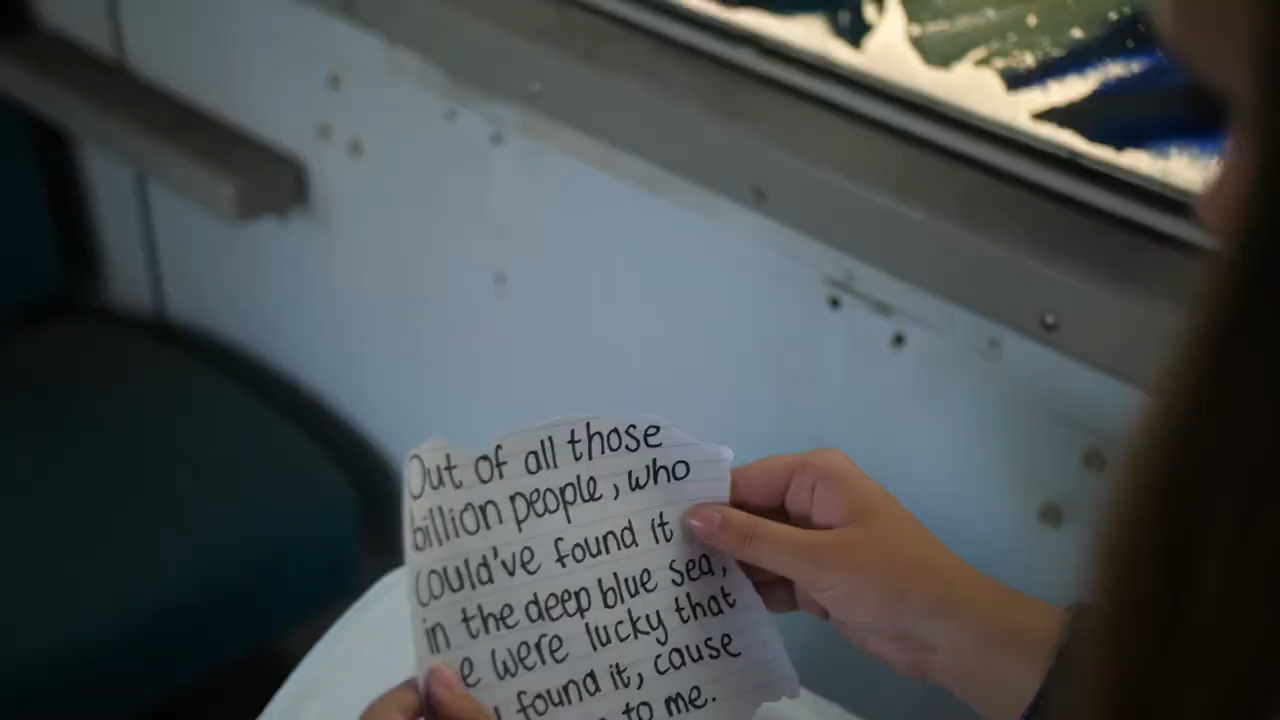 Out of all those
billion people, who
could've found it
in the deep blue sea,
e were lucky that
found it, cause
to me.